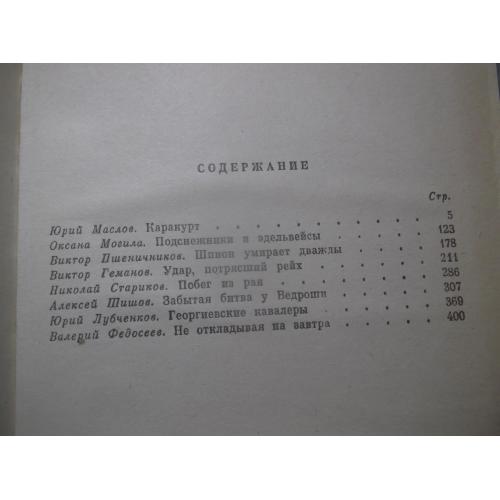 СОДЕРЖАНИЕ
Стр.
Юрий Маслов. Каракурт . . . . . . . . . . . 5
Оксана Могила. Подснежники и эдельвейсы . . . . . 123
Виктор Пшеничников. Шпион умирает дважды . . . . 178
Виктор Геманов. Удар, потрясший рейх . . . . . . 211
Николай Стариков. Побег из рая . . . . . . . . 286
Алексей Шишов. Забытая битва у Ведроши . . . . . 307
Юрий Лубченков. Георгиевские кавалеры . . . . . . 369
Валерий Федосеев. Не откладывая на завтра . . . . . 400